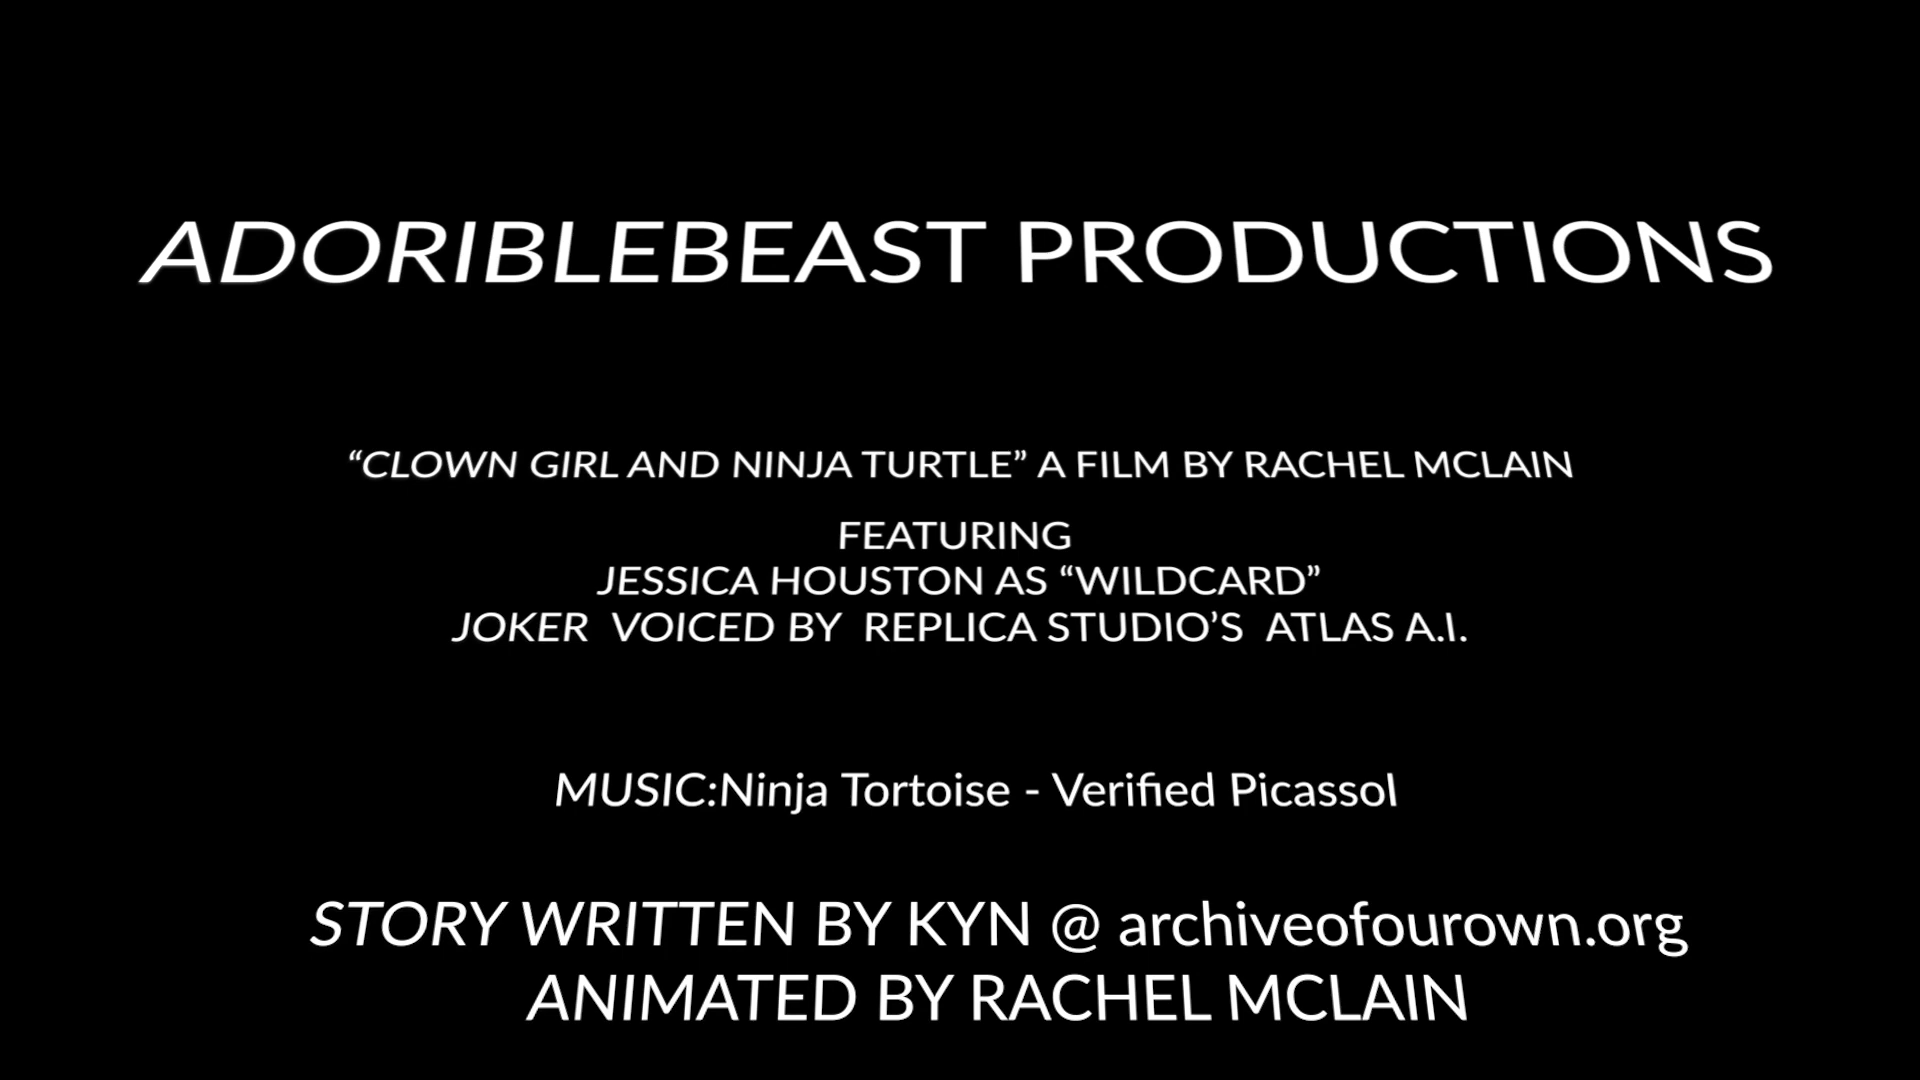 ADORIBLEBEAST PRODUCTIONS
“CLOWN GIRL AND NINJA TURTLE” A FILM BY RACHEL MCLAIN
FEATURING
JESSICA HOUSTON AS “WILDCARD”
JOKER VOICED BY REPLICA STUDIO’S ATLAS A.I.
MUSIC:Ninja Tortoise - Verified Picassol
STORY WRITTEN BY KYN @ archiveofourown.org
ANIMATED BY RACHEL MCLAIN